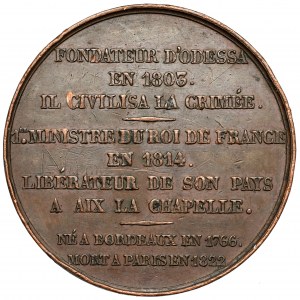 FONDATEUR D'ODESSA
EN 1803.
IL CIVILISA LA CRIMÉE.
1ER MINISTRE DU ROI DE FRANCE
EN 1814.
LIBÉRATEUR DE SON PAYS
A AIX LA CHAPELLE.
NÉ A BORDEAUX EN 1766.
MORT A PARIS EN 1822